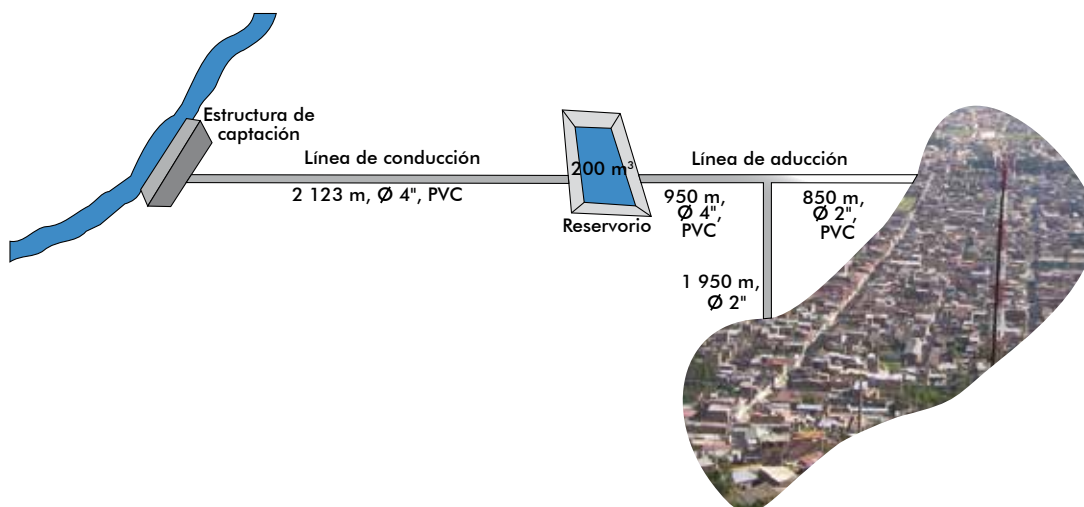 Estructura de
captación
Línea de conducción
2 123 m, Ø 4", PVC
200 m³
Reservorio
Línea de aducción
950 m,
Ø 4",
PVC
850 m,
Ø 2",
PVC
1 950 m,
Ø 2"